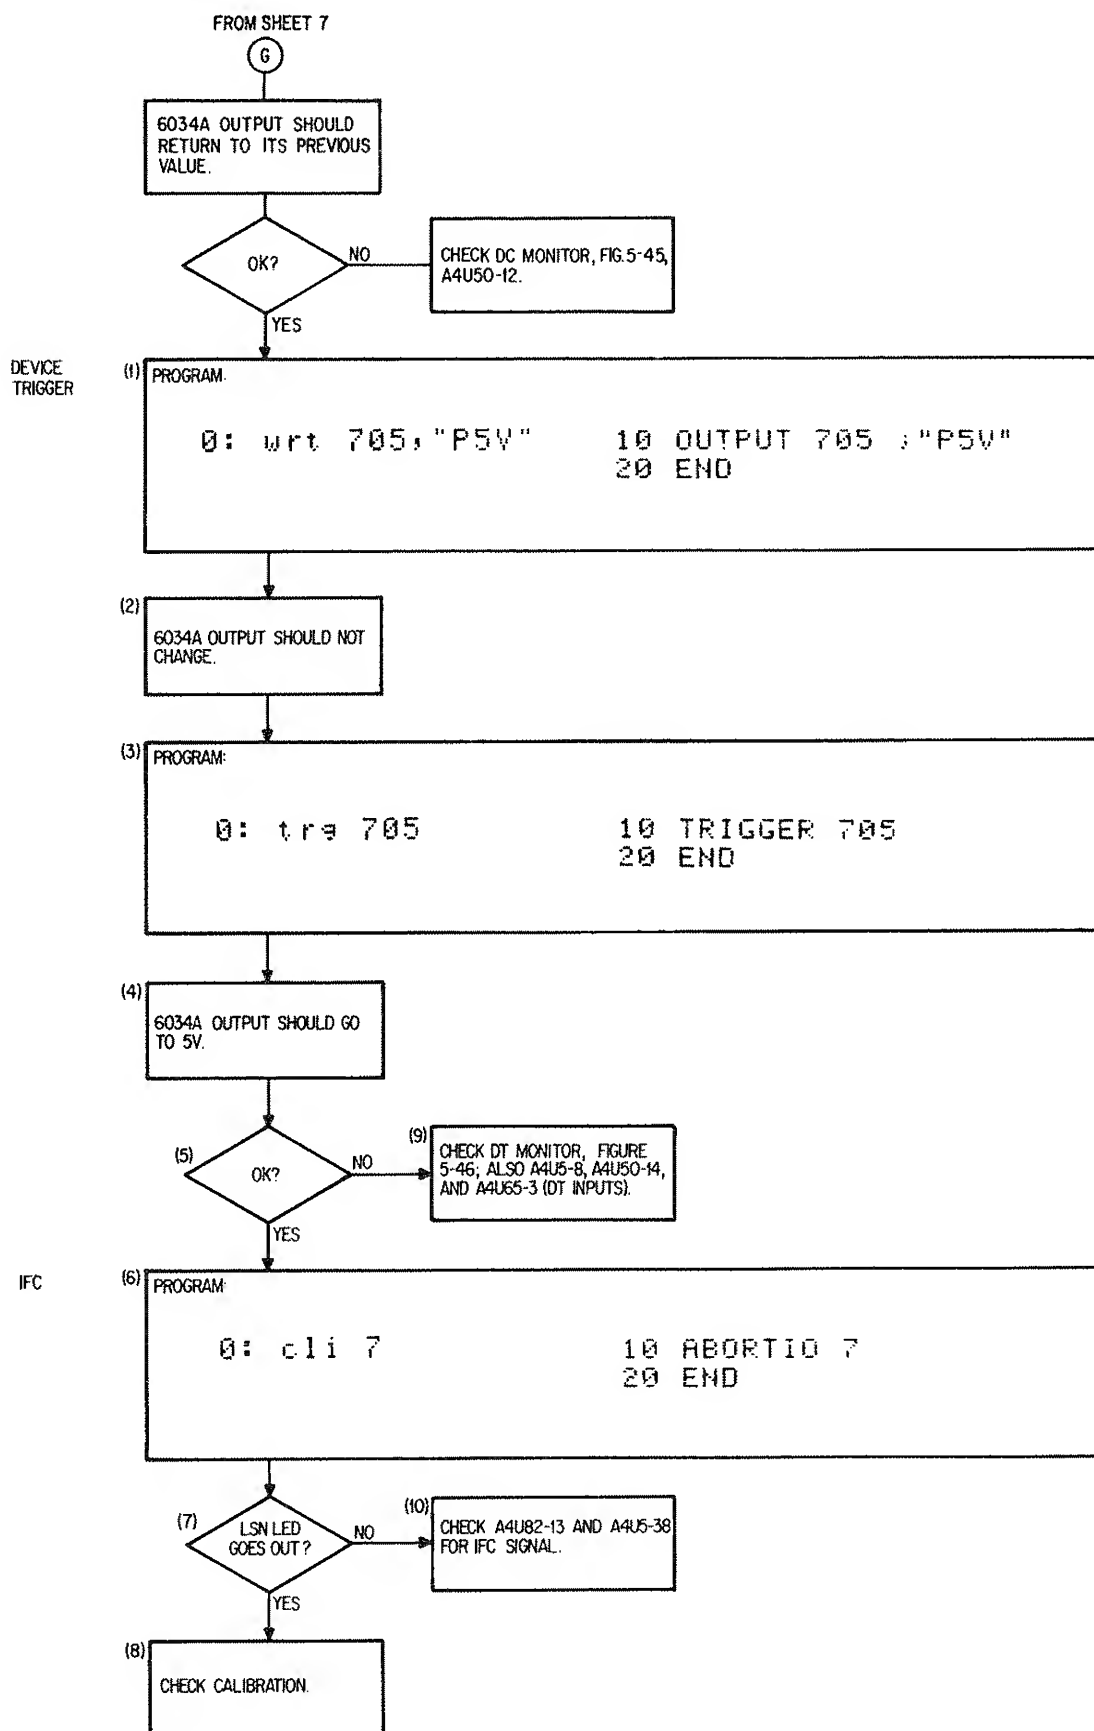 FROM SHEET 7
G
6034A OUTPUT SHOULD
RETURN TO ITS PREVIOUS
VALUE.
OK?
NO
CHECK DC MONITOR, FIG.5-45,
A4U50-12.
YES
DEVICE
TRIGGER
(1)
PROGRAM:
0: wrt 705,"P5V"
10 OUTPUT 705 ;"P5V"
20 END
(2)
6034A OUTPUT SHOULD NOT
CHANGE.
(3)
PROGRAM:
0: trg 705
10 TRIGGER 705
20 END
(4)
6034A OUTPUT SHOULD GO
TO 5V.
(5)
OK?
NO
(9)
CHECK DT MONITOR, FIGURE
5-46; ALSO A4U5-8, A4U50-14,
AND A4U65-3 (DT INPUTS).
YES
IFC
(6)
PROGRAM:
0: cli 7
10 ABORTIO 7
20 END
(7)
LSN LED
GOES OUT?
NO
(10)
CHECK A4U82-13 AND A4U5-38
FOR IFC SIGNAL.
YES
(8)
CHECK CALIBRATION.